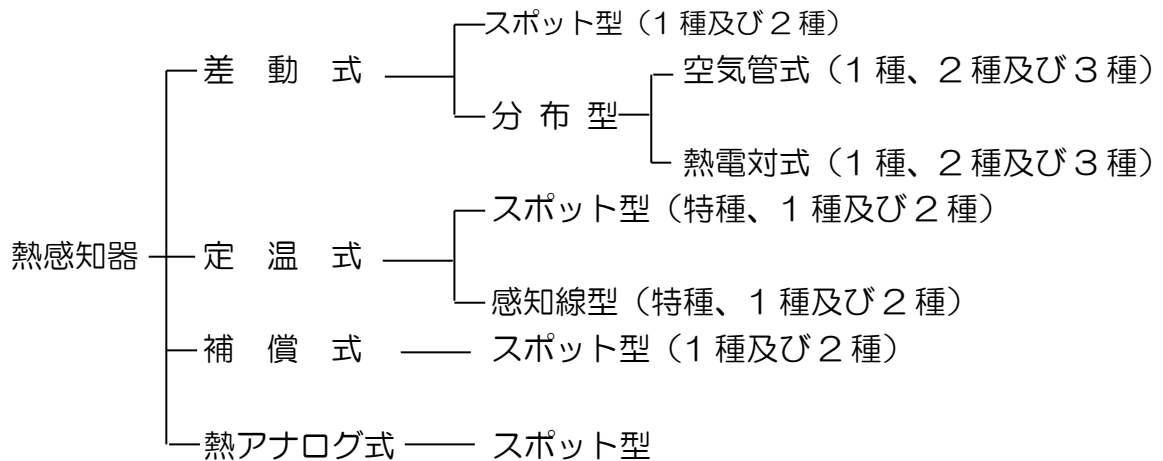 スポット型（1種及び2種）
差動式
空気管式（1種、2種及び3種）
分布型
熱電対式（1種、2種及び3種）
スポット型（特種、1種及び2種）
熱感知器
定温式
感知線型（特種、1種及び2種）
補償式
スポット型（1種及び2種）
熱アナログ式
スポット型